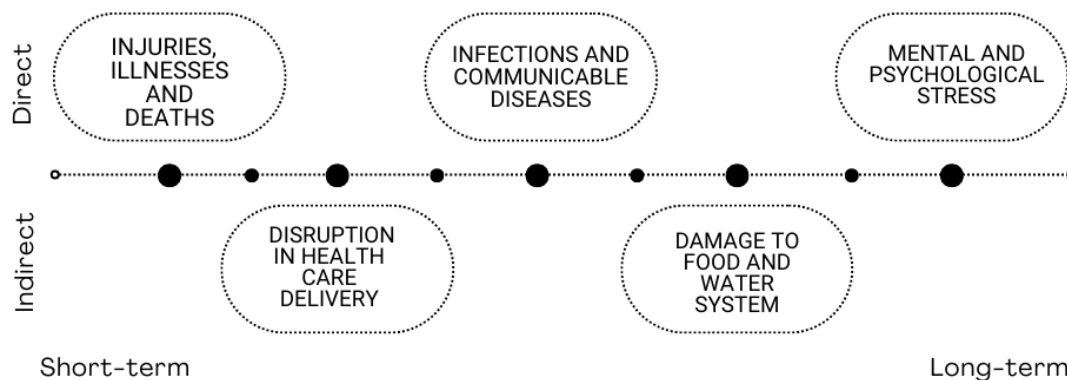 Direct
INJURIES,
ILLNESSES
AND
DEATHS
INFECTIONS AND
COMMUNICABLE
DISEASES
MENTAL AND
PSYCHOLOGICAL
STRESS
Indirect
DISRUPTION
IN HEALTH
CARE
DELIVERY
DAMAGE TO
FOOD AND
WATER
SYSTEM
Short-term
Long-term